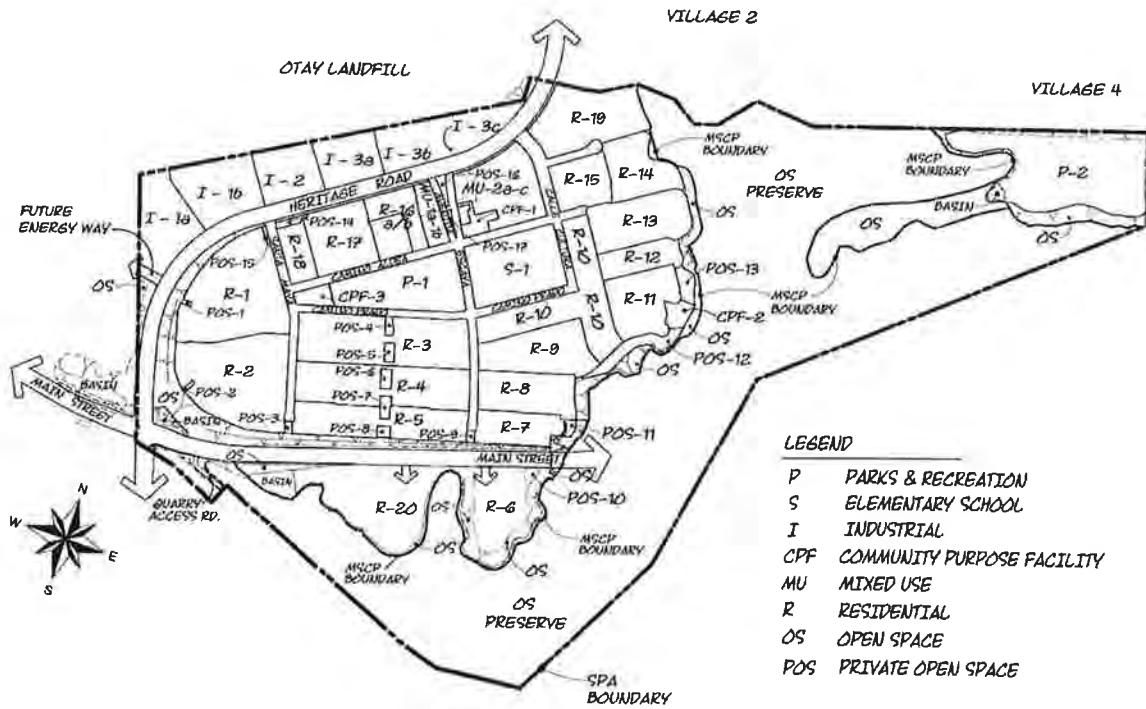 VILLAGE 2
OTAY LANDFILL
VILLAGE 4
I-3c
R-19
MSCP
BOUNDARY
MSCP
BOUNDARY
I-3b
I-3a
I-2
I-1b
I-1a
HERITAGE ROAD
POS-16
MU-2a-c
CPF-1
R-15
R-14
OS
PRESERVE
P-2
BASIN
OS
OS
OS
FUTURE
ENERGY WAY
POS-14
R-16
a/b
R-17
R-18
R-13
R-10
R-12
POS-13
POS-17
S-1
POS-15
R-1
POS-1
OS
CPF-3
P-1
R-11
MSCP
BOUNDARY
CPF-2
OS
POS-12
OS
R-10
R-10
POS-4
R-3
R-9
POS-5
POS-6
R-2
R-4
R-8
POS-7
BASIN
MAIN STREET
OS
POS-2
BASIN
POS-3
R-5
POS-8
POS-9
R-7
POS-11
MAIN STREET
OS
OS
BASIN
POS-10
QUARRY
ACCESS RD.
R-20
OS
R-6
MSCP
BOUNDARY
OS
MSCP
BOUNDARY
OS
OS
PRESERVE
SPA
BOUNDARY
N
W
E
S
LEGEND
P PARKS & RECREATION
S ELEMENTARY SCHOOL
I INDUSTRIAL
CPF COMMUNITY PURPOSE FACILITY
MU MIXED USE
R RESIDENTIAL
OS OPEN SPACE
POS PRIVATE OPEN SPACE